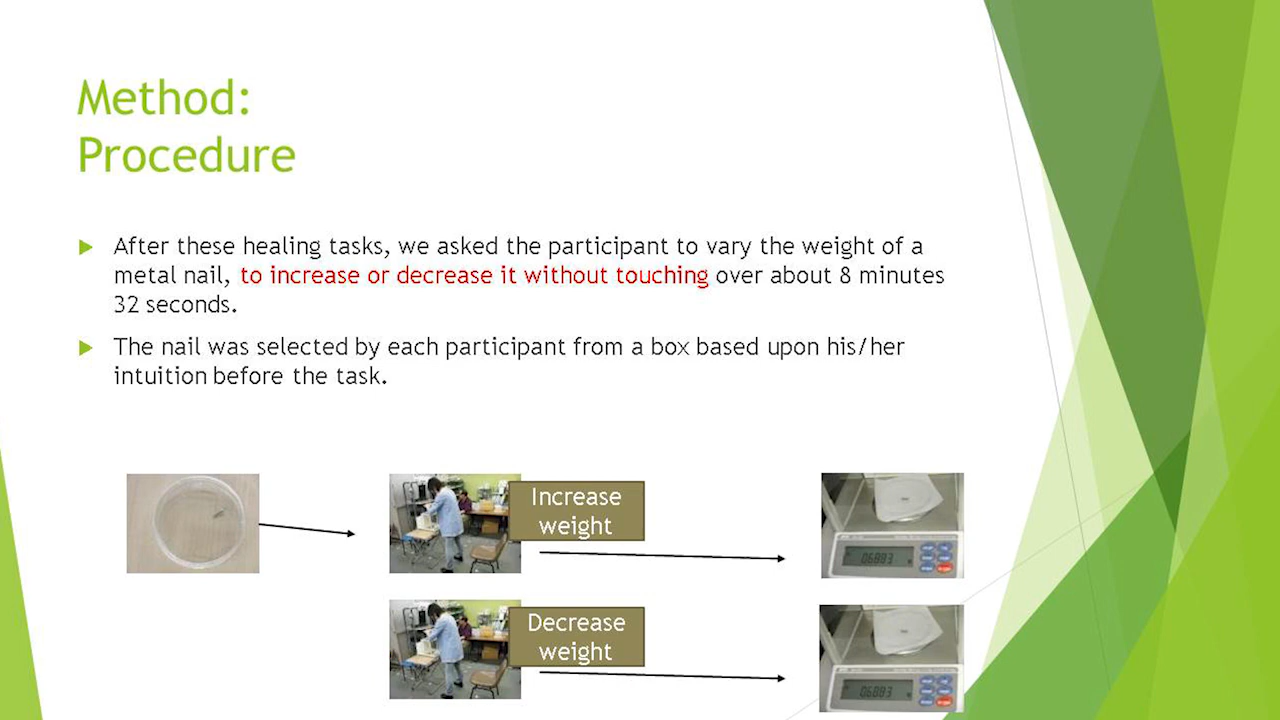 Method:
Procedure
After these healing tasks, we asked the participant to vary the weight of a
metal nail, to increase or decrease it without touching over about 8 minutes
32 seconds.
The nail was selected by each participant from a box based upon his/her
intuition before the task.
Increase
weight
Decrease
weight